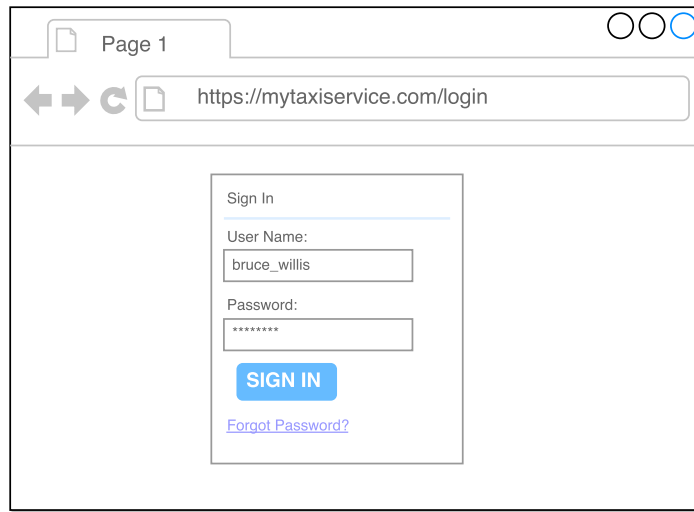 Page 1
https://mytaxiservice.com/login
Sign In
User Name:
bruce_willis
Password:
********
SIGN IN
Forgot Password?